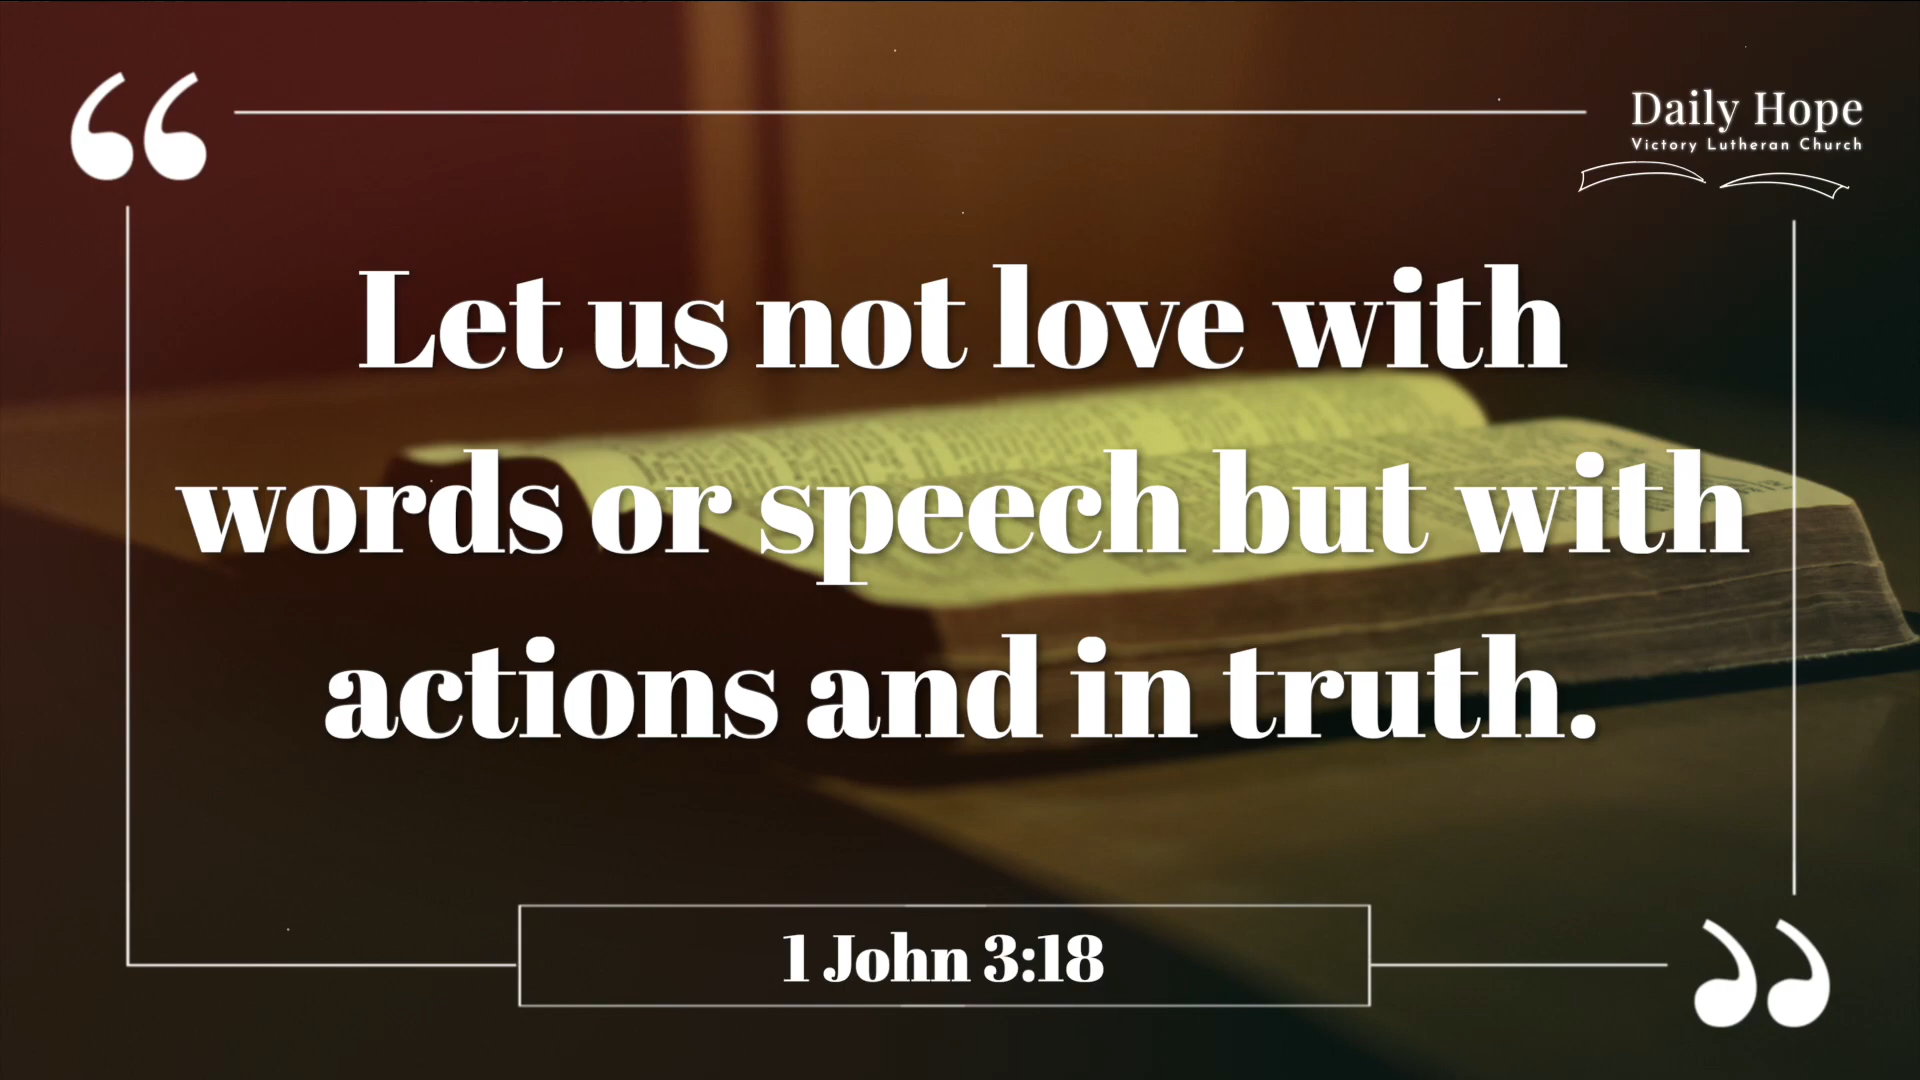 Daily Hope
Victory Lutheran Church
Let us not love with
words or speech but with
actions and in truth.
1 John 3:18